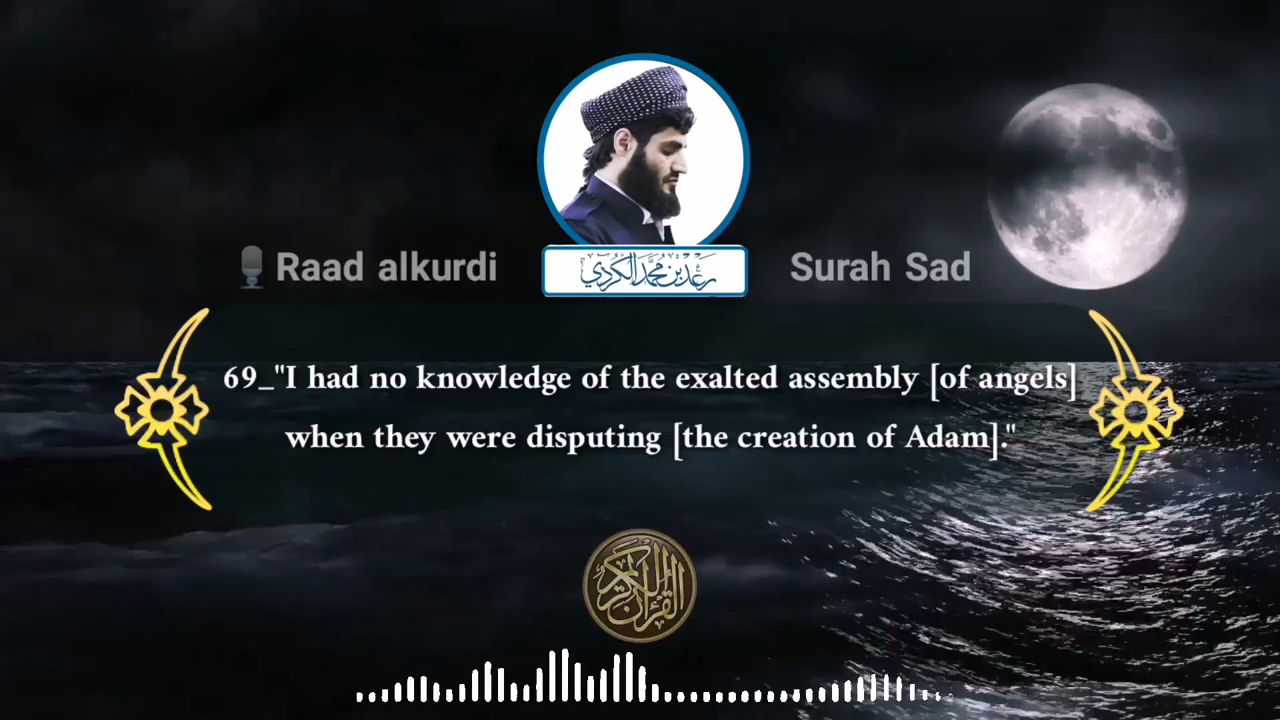 Raad alkurdi
رعد بن محمد الكردي
Surah Sad
69_"I had no knowledge of the exalted assembly [of angels]
when they were disputing [the creation of Adam]."
القرآن الكريم